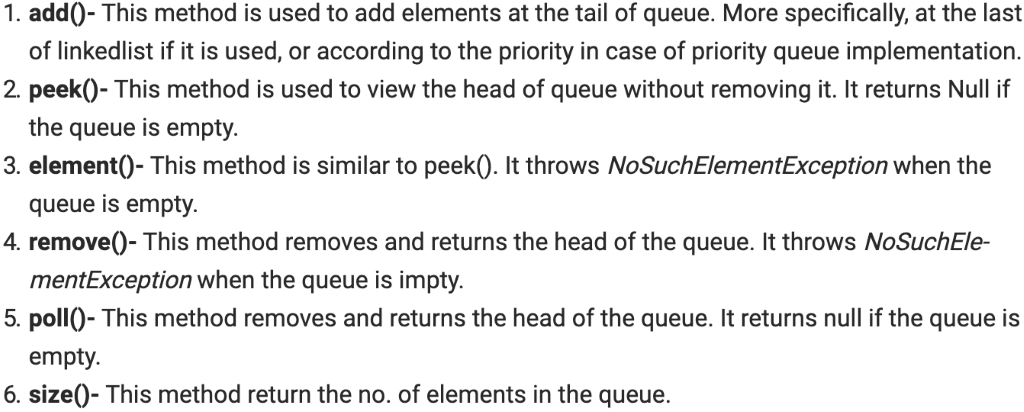 1. add()- This method is used to add elements at the tail of queue. More specifically, at the last
of linkedlist if it is used, or according to the priority in case of priority queue implementation.
2. peek()- This method is used to view the head of queue without removing it. It returns Null if
the queue is empty.
3. element()- This method is similar to peek(). It throws NoSuchElementException when the
queue is empty.
4. remove()- This method removes and returns the head of the queue. It throws NoSuchEle-
mentException when the queue is impty.
5. poll()- This method removes and returns the head of the queue. It returns null if the queue is
empty.
6. size()- This method return the no. of elements in the queue.